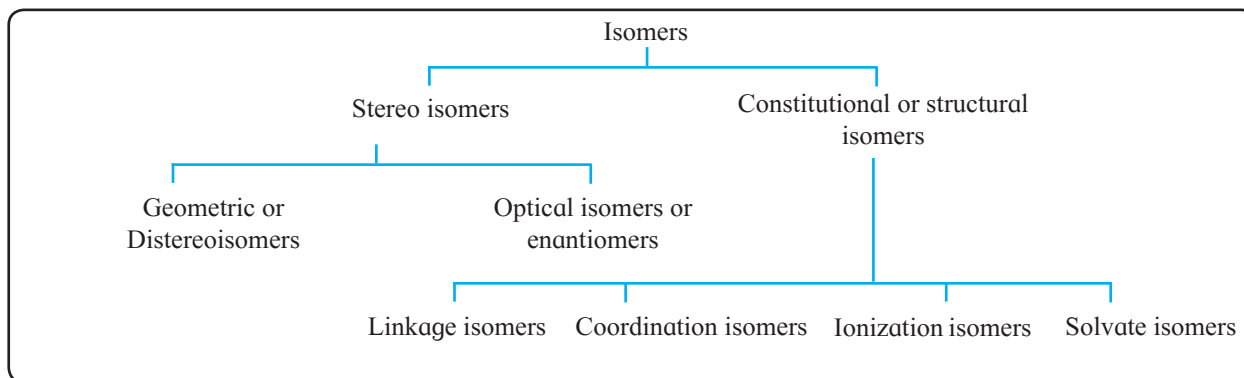 Isomers
Stereo isomers
Constitutional or structural
isomers
Geometric or
Distereoisomers
Optical isomers or
enantiomers
Linkage isomers
Coordination isomers
Ionization isomers
Solvate isomers